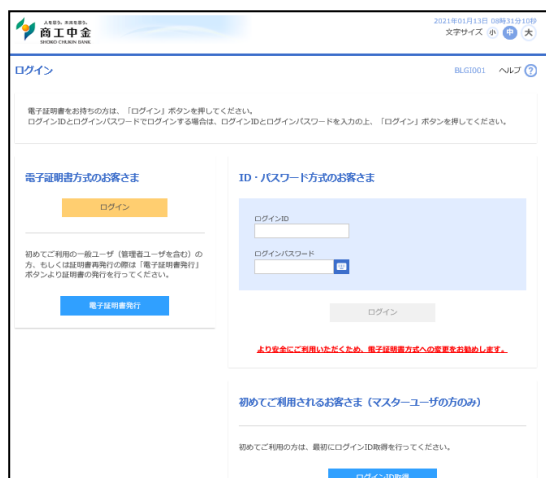 人を思う。未来を思う。
商工中金
SHOKO CHUKIN BANK
2021年01月13日 08時31分10秒
文字サイズ 小 中 大
ログイン
BLGI001 ヘルプ ?
電子証明書をお持ちの方は、「ログイン」ボタンを押してください。
ログインIDとログインパスワードでログインする場合は、ログインIDとログインパスワードを入力の上、「ログイン」ボタンを押してください。
電子証明書方式のお客さま
ログイン
初めてご利用の一般ユーザ（管理者ユーザを含む）の
方、もしくは証明書再発行の際は「電子証明書発行」
ボタンより証明書の発行を行ってください。
電子証明書発行
ID・パスワード方式のお客さま
ログインID
ログインパスワード
ログイン
より安全にご利用いただくため、電子証明書方式への変更をお勧めします。
初めてご利用されるお客さま（マスターユーザの方のみ）
初めてご利用の方は、最初にログインID取得を行ってください。
ログインID取得